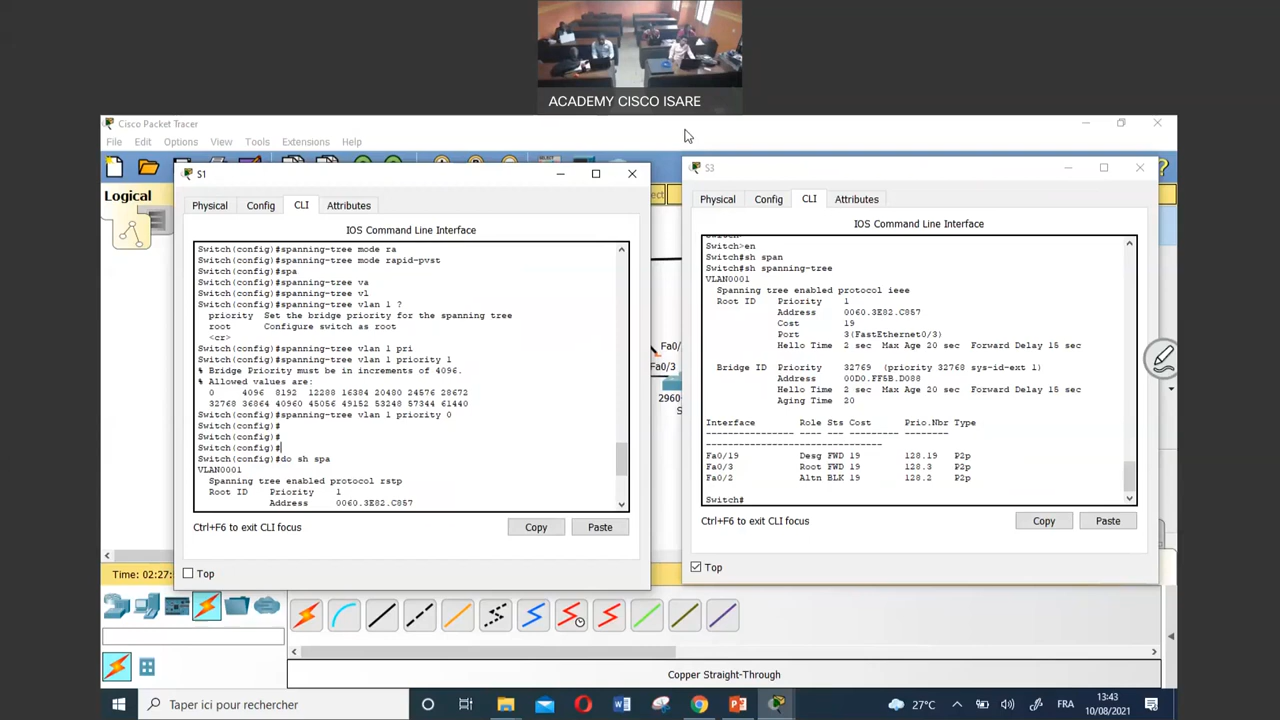 ACADEMY CISCO ISARE
Cisco Packet Tracer
File Edit Options View Tools Extensions Help
Logical
S1
Physical Config CLI Attributes
IOS Command Line Interface
Switch(config)#spanning-tree mode ra
Switch(config)#spanning-tree mode rapid-pvst
Switch(config)#spa
Switch(config)#spanning-tree va
Switch(config)#spanning-tree vl
Switch(config)#spanning-tree vlan 1 ?
priority Set the bridge priority for the spanning tree
root Configure switch as root
<cr>
Switch(config)#spanning-tree vlan 1 pri
Switch(config)#spanning-tree vlan 1 priority 1
% Bridge Priority must be in increments of 4096.
% Allowed values are:
0 4096 8192 12288 16384 20480 24576 28672
32768 36864 40960 45056 49152 53248 57344 61440
Switch(config)#spanning-tree vlan 1 priority 0
Switch(config)#
Switch(config)#
Switch(config)#
Switch(config)#do sh spa
VLAN0001
Spanning tree enabled protocol rstp
Root ID Priority 1
Address 0060.3E82.C857
Ctrl+F6 to exit CLI focus
Copy Paste
Top
Fa0/
Fa0/3
2960
S3
Physical Config CLI Attributes
IOS Command Line Interface
Switch>en
Switch#sh span
Switch#sh spanning-tree
VLAN0001
Spanning tree enabled protocol ieee
Root ID Priority 1
Address 0060.3E82.C857
Cost 19
Port 3(FastEthernet0/3)
Hello Time 2 sec Max Age 20 sec Forward Delay 15 sec
Bridge ID Priority 32769 (priority 32768 sys-id-ext 1)
Address 00D0.FF5B.D088
Hello Time 2 sec Max Age 20 sec Forward Delay 15 sec
Aging Time 20
Interface Role Sts Cost Prio.Nbr Type
---------------- ---- --- --------- --------
--------------------------------
Fa0/19 Desg FWD 19 128.19 P2p
Fa0/3 Root FWD 19 128.3 P2p
Fa0/2 Altn BLK 19 128.2 P2p
Switch#
Ctrl+F6 to exit CLI focus
Copy Paste
Top
Time: 02:27:
Copper Straight-Through
Taper ici pour rechercher
27°C
FRA
13:43
10/08/2021